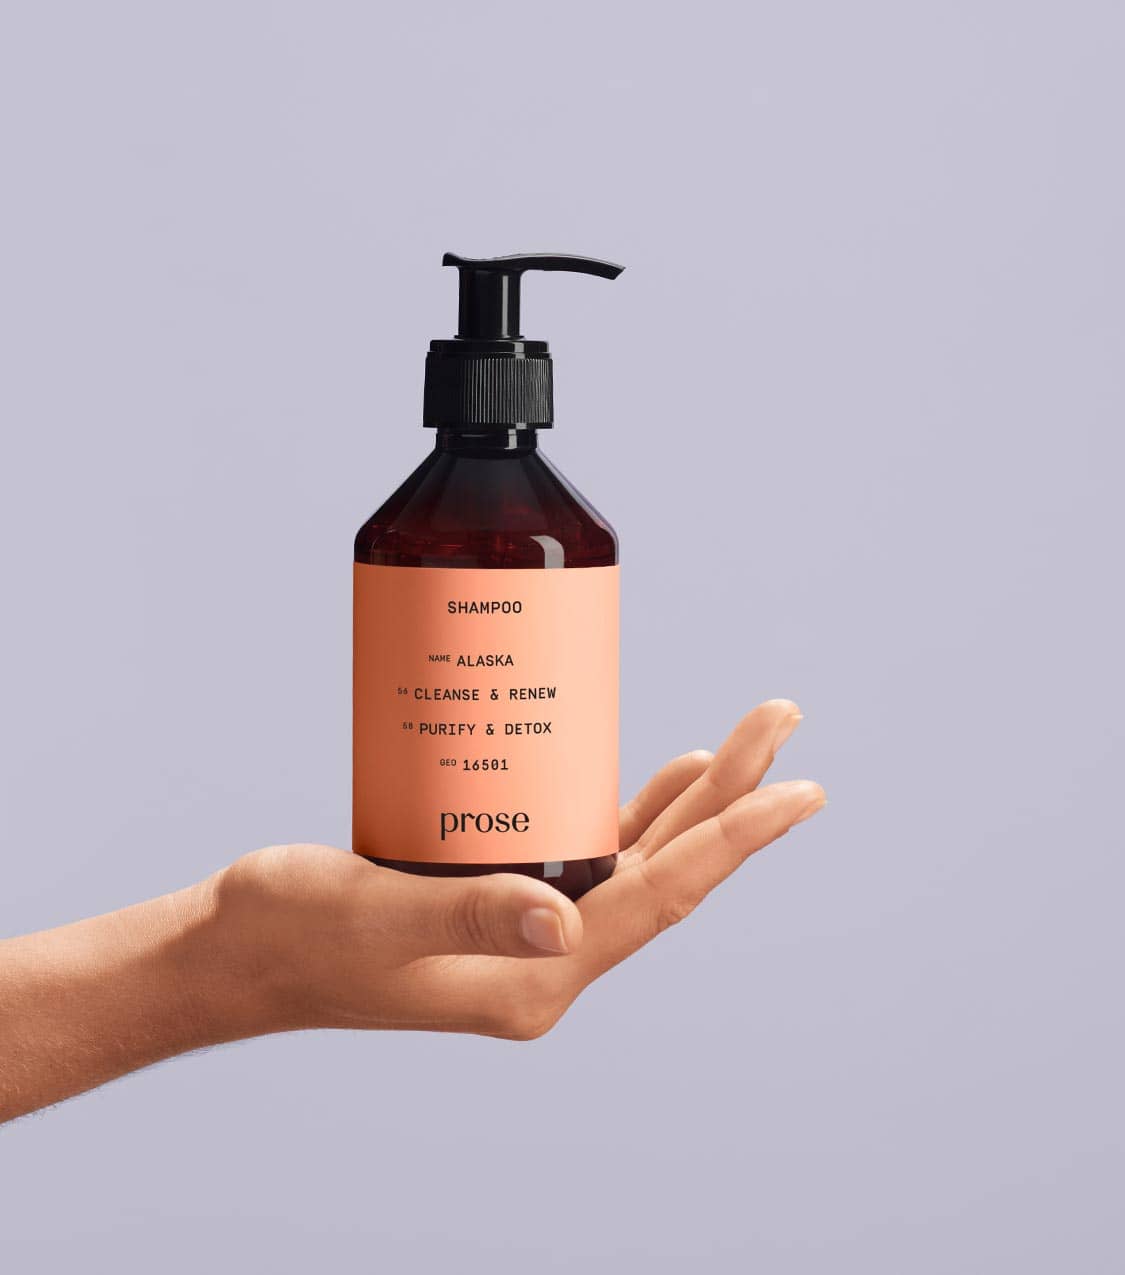 SHAMPOO
NAME ALASKA
56 CLEANSE & RENEW
58 PURIFY & DETOX
GEO 16501
prose